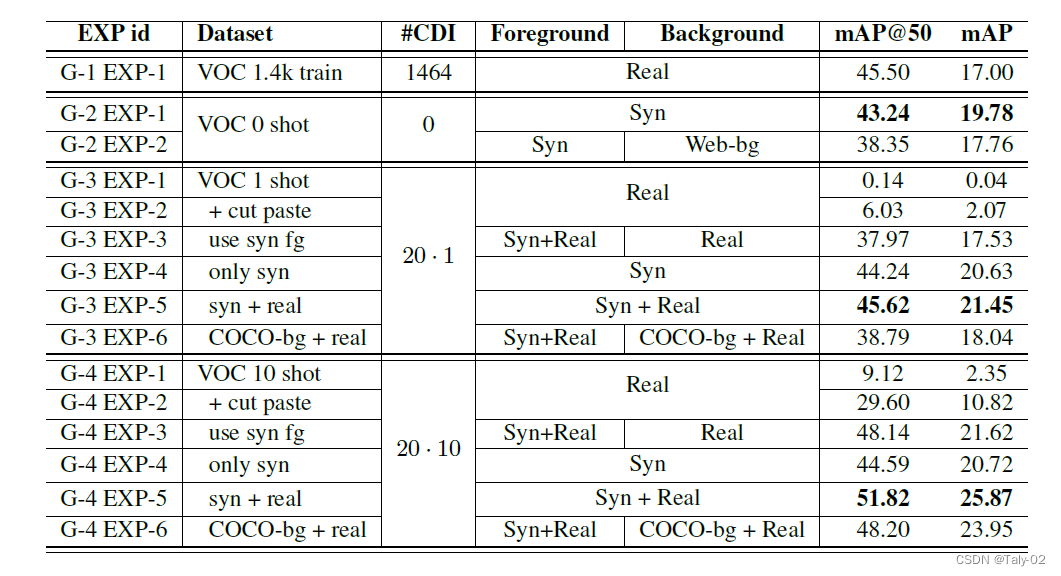 EXP id Dataset #CDI Foreground Background mAP@50 mAP
G-1 EXP-1 VOC 1.4k train 1464 Real 45.50 17.00
G-2 EXP-1 VOC 0 shot 0 Syn 43.24 19.78
G-2 EXP-2 Syn Web-bg 38.35 17.76
G-3 EXP-1 VOC 1 shot 20 · 1 Real 0.14 0.04
G-3 EXP-2 + cut paste 6.03 2.07
G-3 EXP-3 use syn fg Syn+Real Real 37.97 17.53
G-3 EXP-4 only syn Syn 44.24 20.63
G-3 EXP-5 syn + real Syn + Real 45.62 21.45
G-3 EXP-6 COCO-bg + real Syn+Real COCO-bg + Real 38.79 18.04
G-4 EXP-1 VOC 10 shot 20 · 10 Real 9.12 2.35
G-4 EXP-2 + cut paste 29.60 10.82
G-4 EXP-3 use syn fg Syn+Real Real 48.14 21.62
G-4 EXP-4 only syn Syn 44.59 20.72
G-4 EXP-5 syn + real Syn + Real 51.82 25.87
G-4 EXP-6 COCO-bg + real Syn+Real COCO-bg + Real 48.20 23.95
CSDN @Taly-02